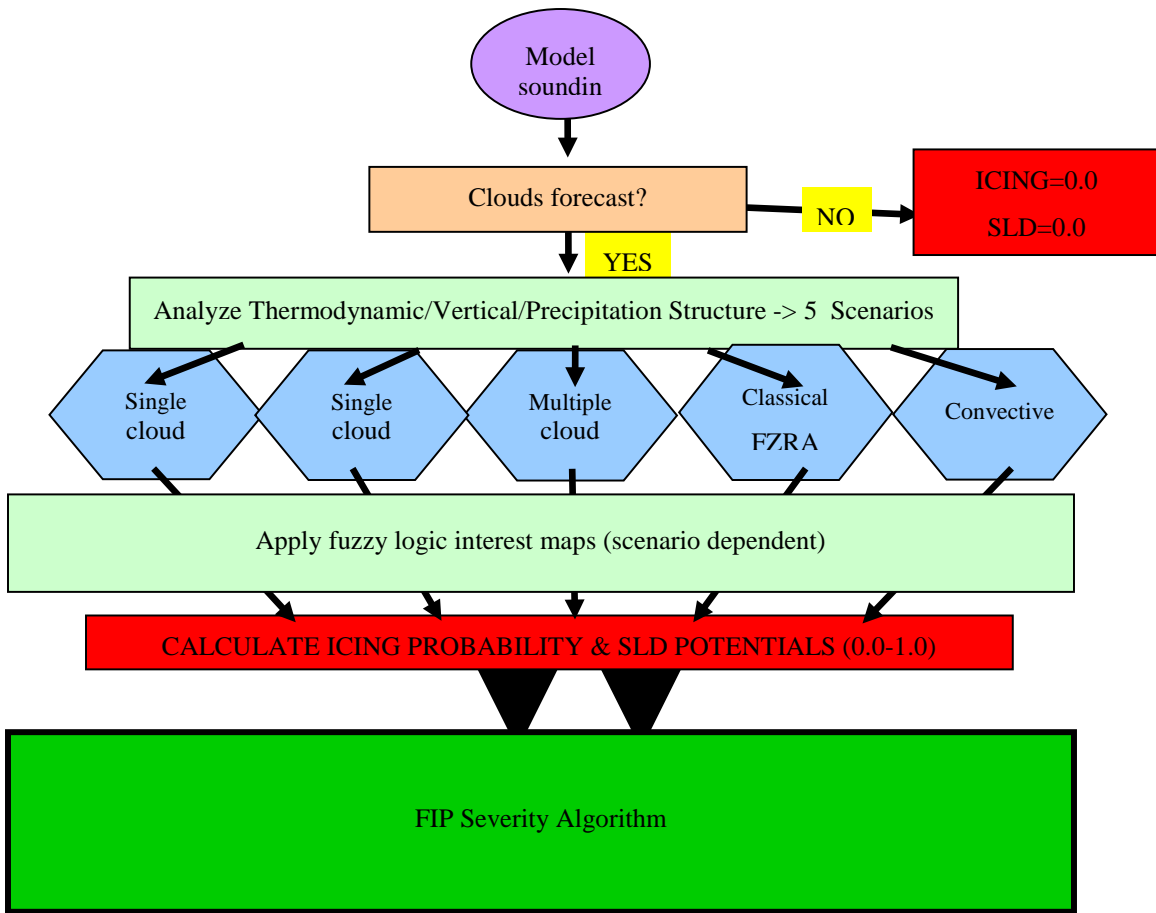 Model
soundin
Clouds forecast?
ICING=0.0
SLD=0.0
NO
YES
Analyze Thermodynamic/Vertical/Precipitation Structure -> 5 Scenarios
Single
cloud
Single
cloud
Multiple
cloud
Classical
FZRA
Convective
Apply fuzzy logic interest maps (scenario dependent)
CALCULATE ICING PROBABILITY & SLD POTENTIALS (0.0-1.0)
FIP Severity Algorithm